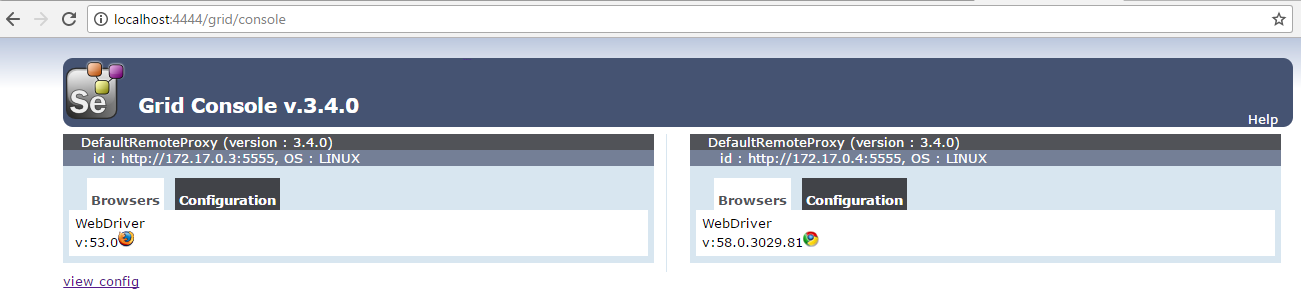 localhost:4444/grid/console
Se
Grid Console v.3.4.0
Help
DefaultRemoteProxy (version : 3.4.0)
id : http://172.17.0.3:5555, OS : LINUX
Browsers Configuration
WebDriver
v:53.0
DefaultRemoteProxy (version : 3.4.0)
id : http://172.17.0.4:5555, OS : LINUX
Browsers Configuration
WebDriver
v:58.0.3029.81
view config